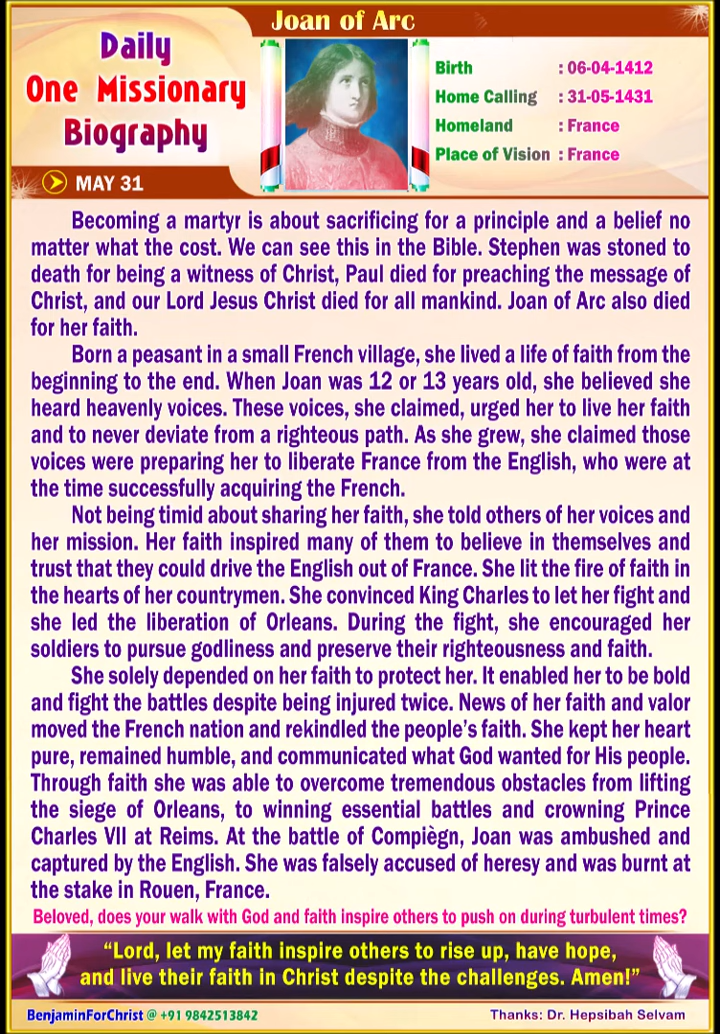 Joan of Arc
Daily
One Missionary
Biography
MAY 31
Birth : 06-04-1412
Home Calling : 31-05-1431
Homeland : France
Place of Vision : France
Becoming a martyr is about sacrificing for a principle and a belief no
matter what the cost. We can see this in the Bible. Stephen was stoned to
death for being a witness of Christ, Paul died for preaching the message of
Christ, and our Lord Jesus Christ died for all mankind. Joan of Arc also died
for her faith.
Born a peasant in a small French village, she lived a life of faith from the
beginning to the end. When Joan was 12 or 13 years old, she believed she
heard heavenly voices. These voices, she claimed, urged her to live her faith
and to never deviate from a righteous path. As she grew, she claimed those
voices were preparing her to liberate France from the English, who were at
the time successfully acquiring the French.
Not being timid about sharing her faith, she told others of her voices and
her mission. Her faith inspired many of them to believe in themselves and
trust that they could drive the English out of France. She lit the fire of faith in
the hearts of her countrymen. She convinced King Charles to let her fight and
she led the liberation of Orleans. During the fight, she encouraged her
soldiers to pursue godliness and preserve their righteousness and faith.
She solely depended on her faith to protect her. It enabled her to be bold
and fight the battles despite being injured twice. News of her faith and valor
moved the French nation and rekindled the people's faith. She kept her heart
pure, remained humble, and communicated what God wanted for His people.
Through faith she was able to overcome tremendous obstacles from lifting
the siege of Orleans, to winning essential battles and crowning Prince
Charles VII at Reims. At the battle of Compiègn, Joan was ambushed and
captured by the English. She was falsely accused of heresy and was burnt at
the stake in Rouen, France.
Beloved, does your walk with God and faith inspire others to push on during turbulent times?
“Lord, let my faith inspire others to rise up, have hope,
and live their faith in Christ despite the challenges. Amen!”
BenjaminForChrist @ +91 9842513842
Thanks: Dr. Hepsibah Selvam